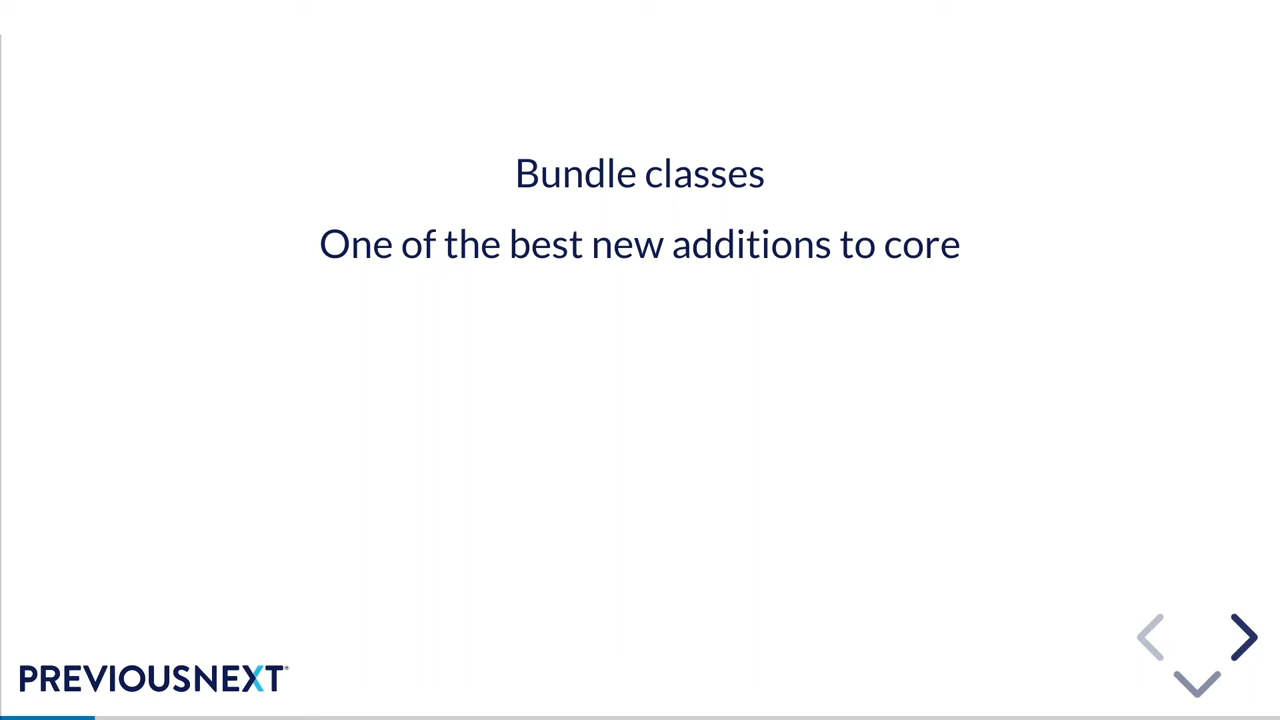 Bundle classes
One of the best new additions to core
PREVIOUSNEXT®